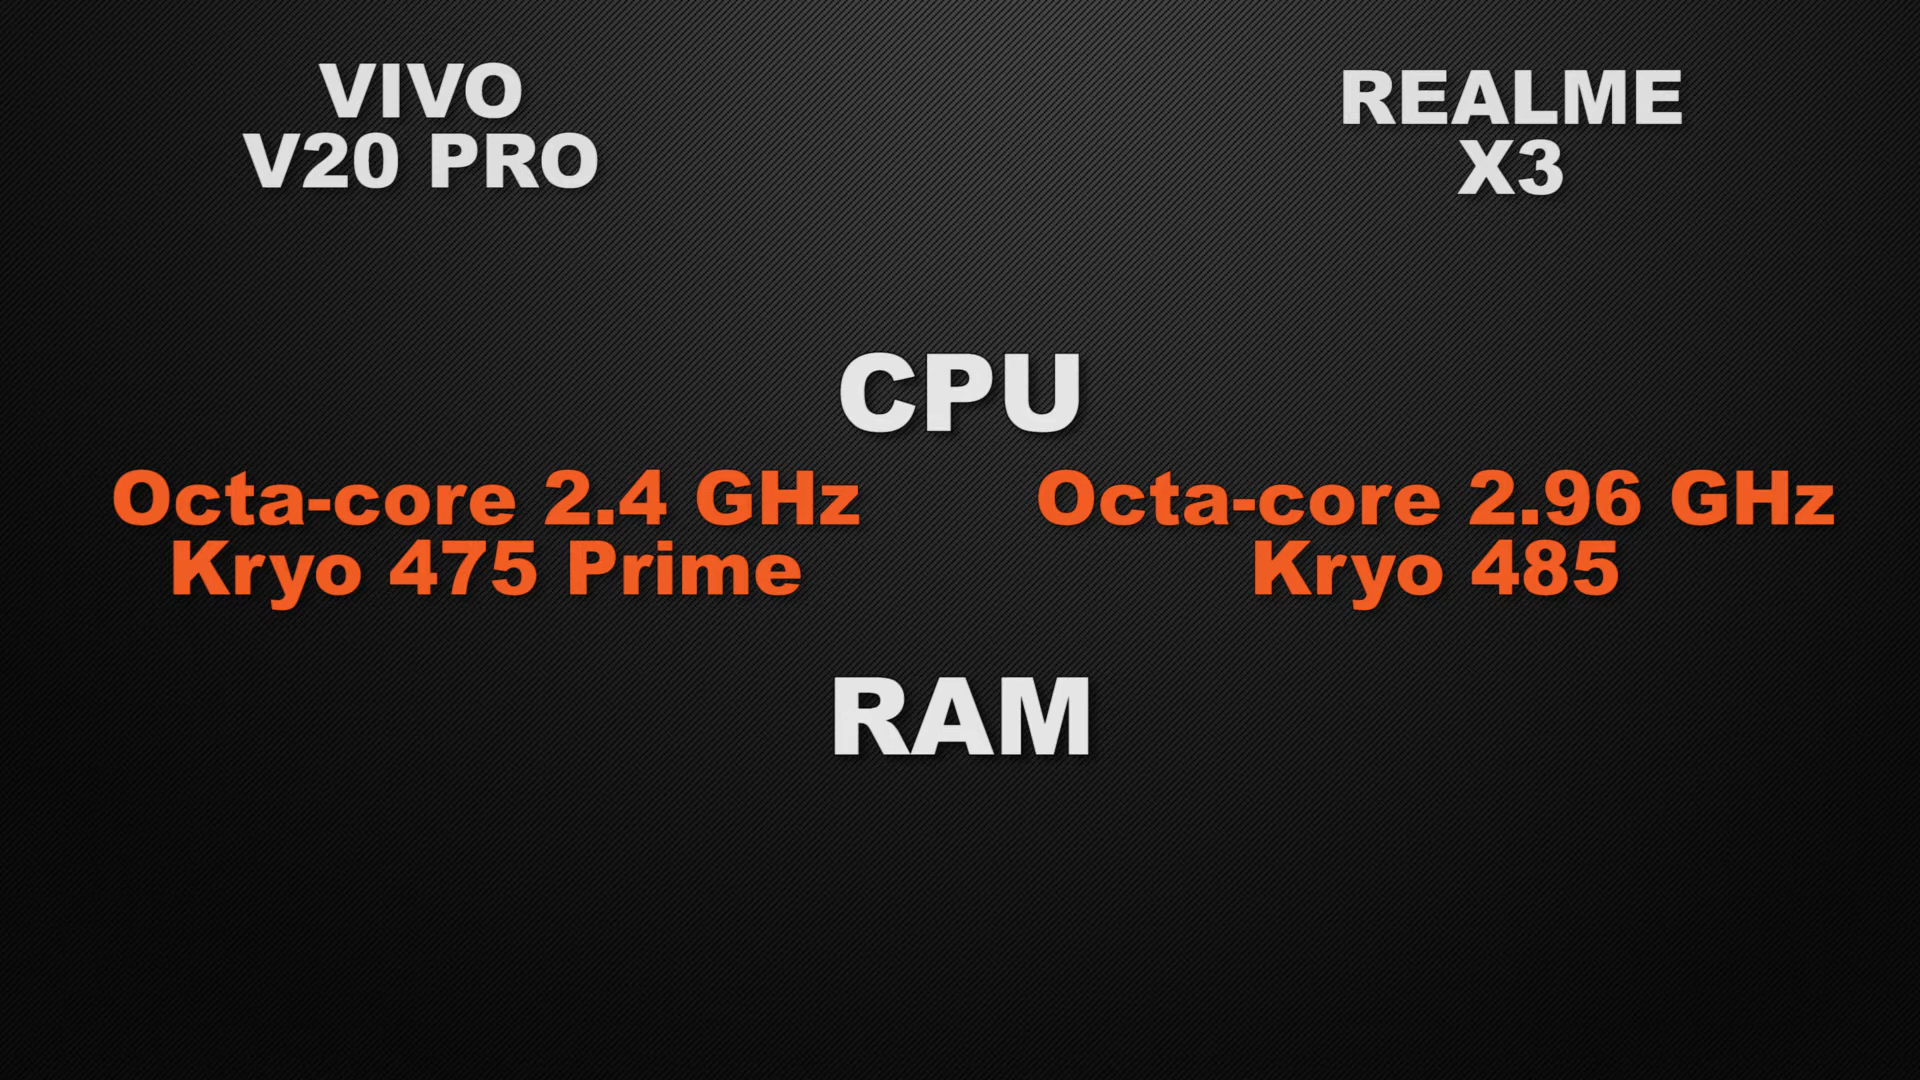 VIVO
V20 PRO
REALME
X3
CPU
Octa-core 2.4 GHz
Kryo 475 Prime
Octa-core 2.96 GHz
Kryo 485
RAM